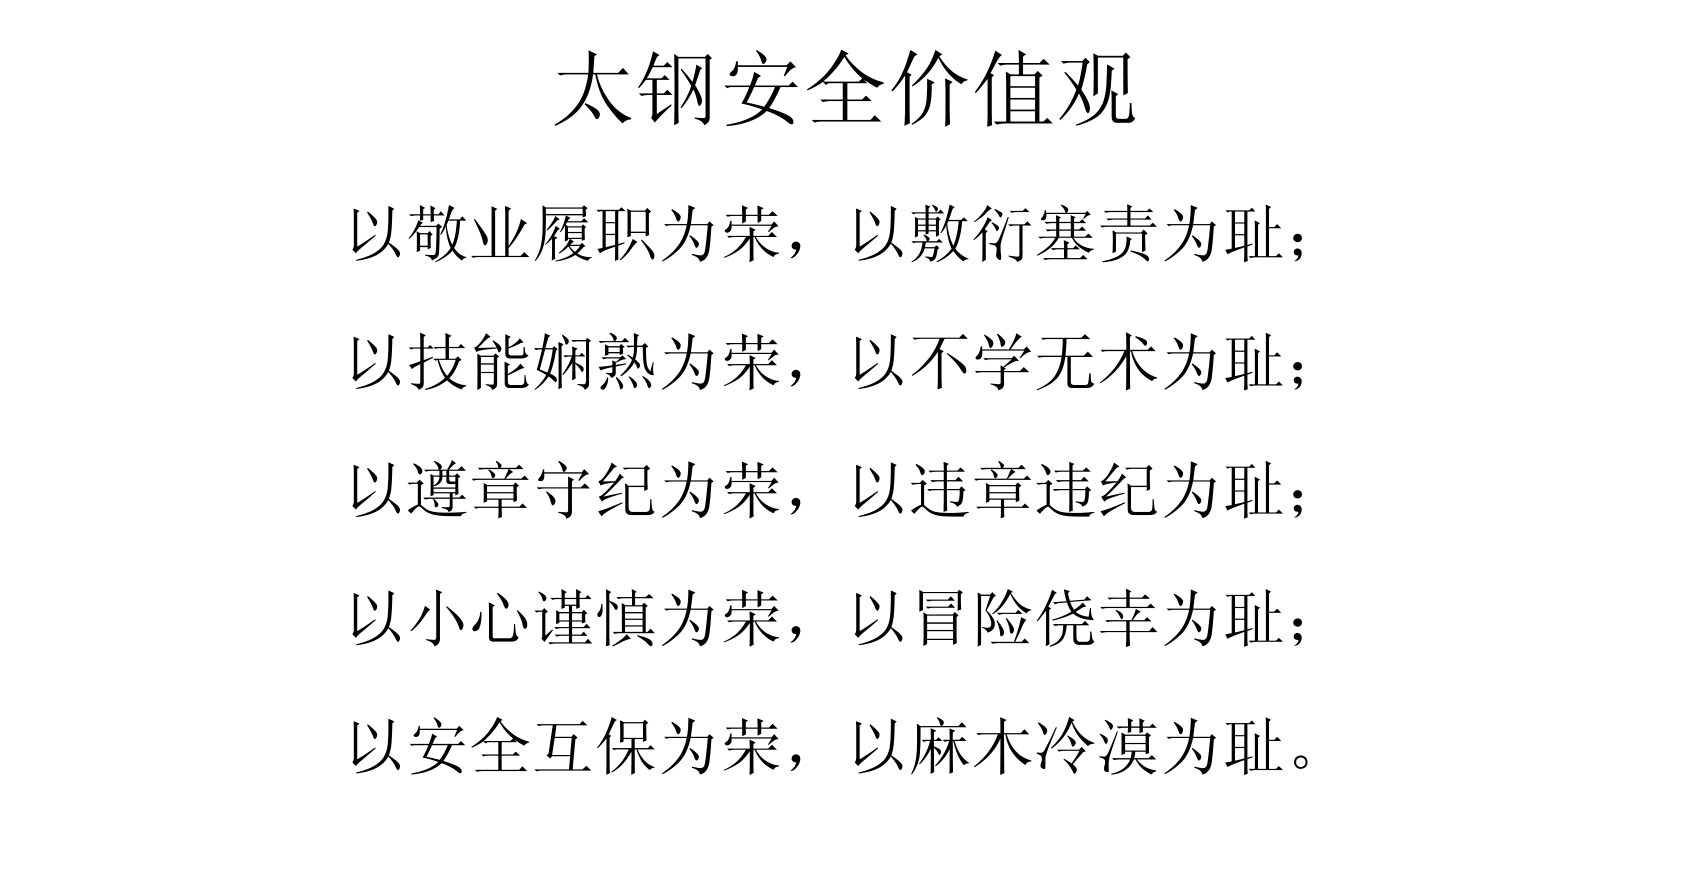 太钢安全价值观
以敬业履职为荣，以敷衍塞责为耻；
以技能娴熟为荣，以不学无术为耻；
以遵章守纪为荣，以违章违纪为耻；
以小心谨慎为荣，以冒险侥幸为耻；
以安全互保为荣，以麻木冷漠为耻。